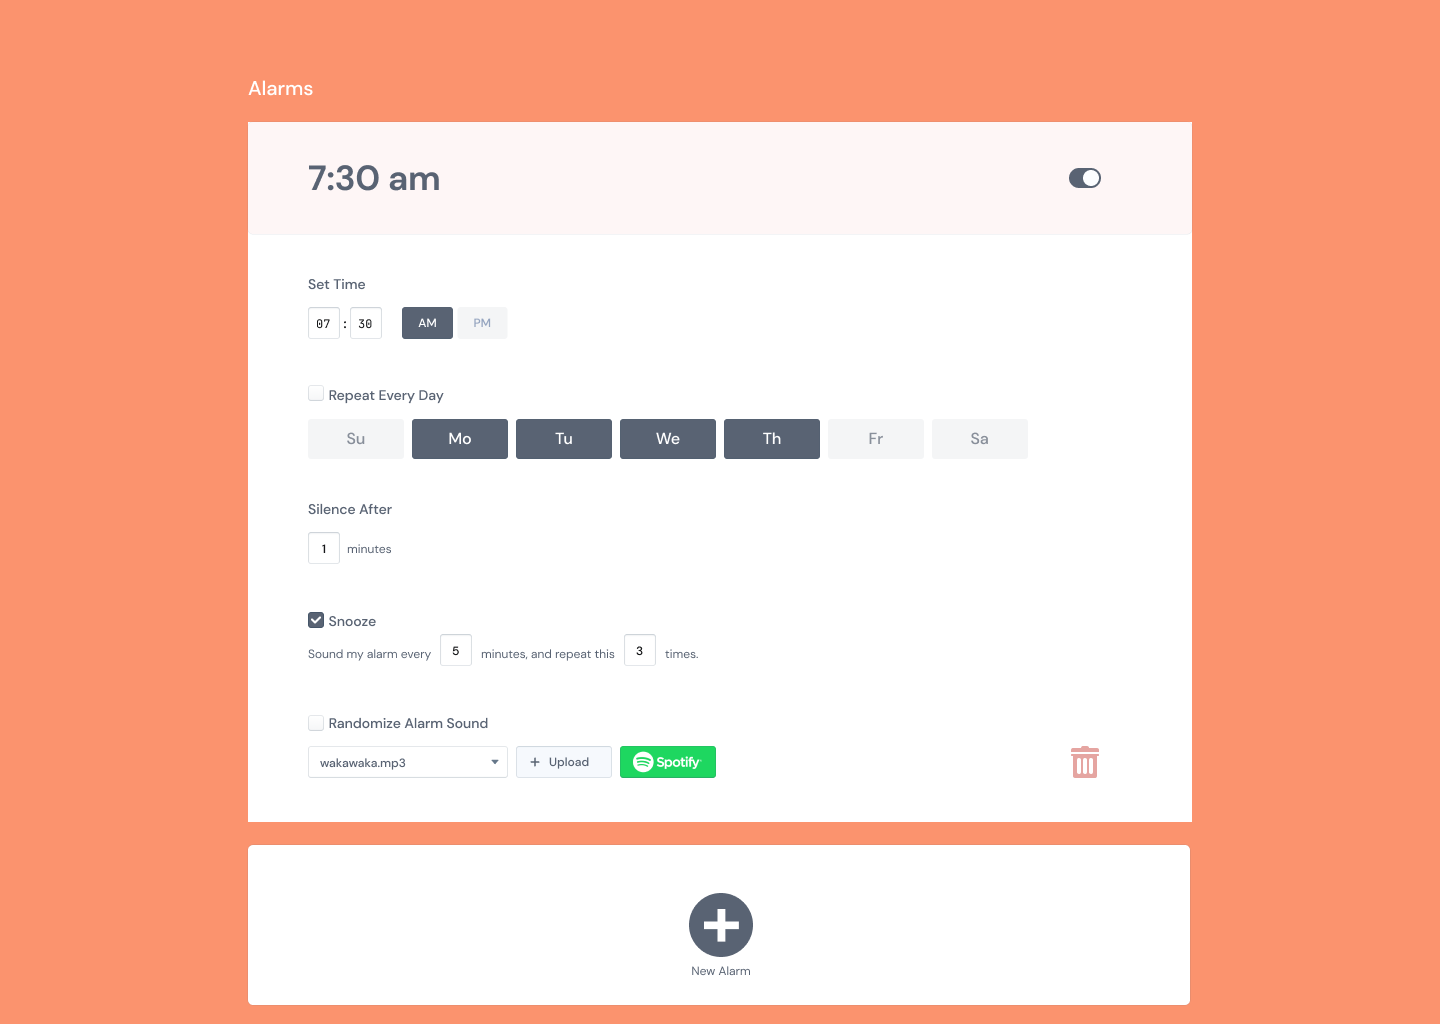 Alarms
7:30 am
Set Time
07 : 30 AM PM
Repeat Every Day
Su Mo Tu We Th Fr Sa
Silence After
1 minutes
Snooze
Sound my alarm every 5 minutes, and repeat this 3 times.
Randomize Alarm Sound
wakawaka.mp3 + Upload Spotify
New Alarm